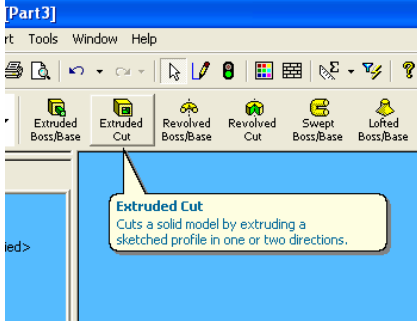 [Part3]
rt Tools Window Help
Extruded Boss/Base
Extruded Cut
Revolved Boss/Base
Revolved Cut
Swept Boss/Base
Lofted Boss/Base
Extruded Cut
Cuts a solid model by extruding a
sketched profile in one or two directions.
ied>